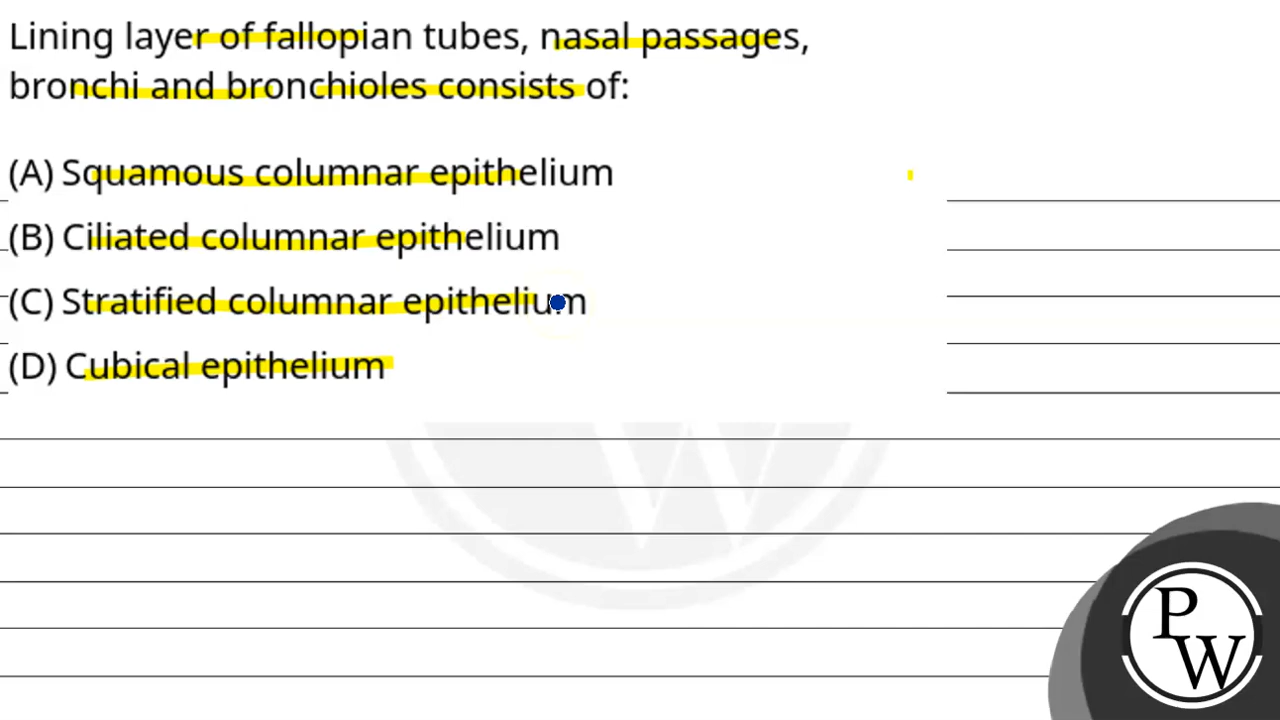 Lining layer of fallopian tubes, nasal passages,
bronchi and bronchioles consists of:
(A) Squamous columnar epithelium
(B) Ciliated columnar epithelium
(C) Stratified columnar epithelium
(D) Cubical epithelium
P
W